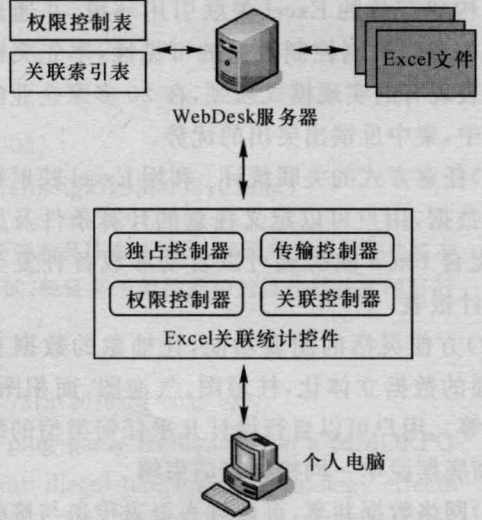 权限控制表
关联索引表
Excel文件
WebDesk服务器
独占控制器
传输控制器
权限控制器
关联控制器
Excel关联统计控件
个人电脑